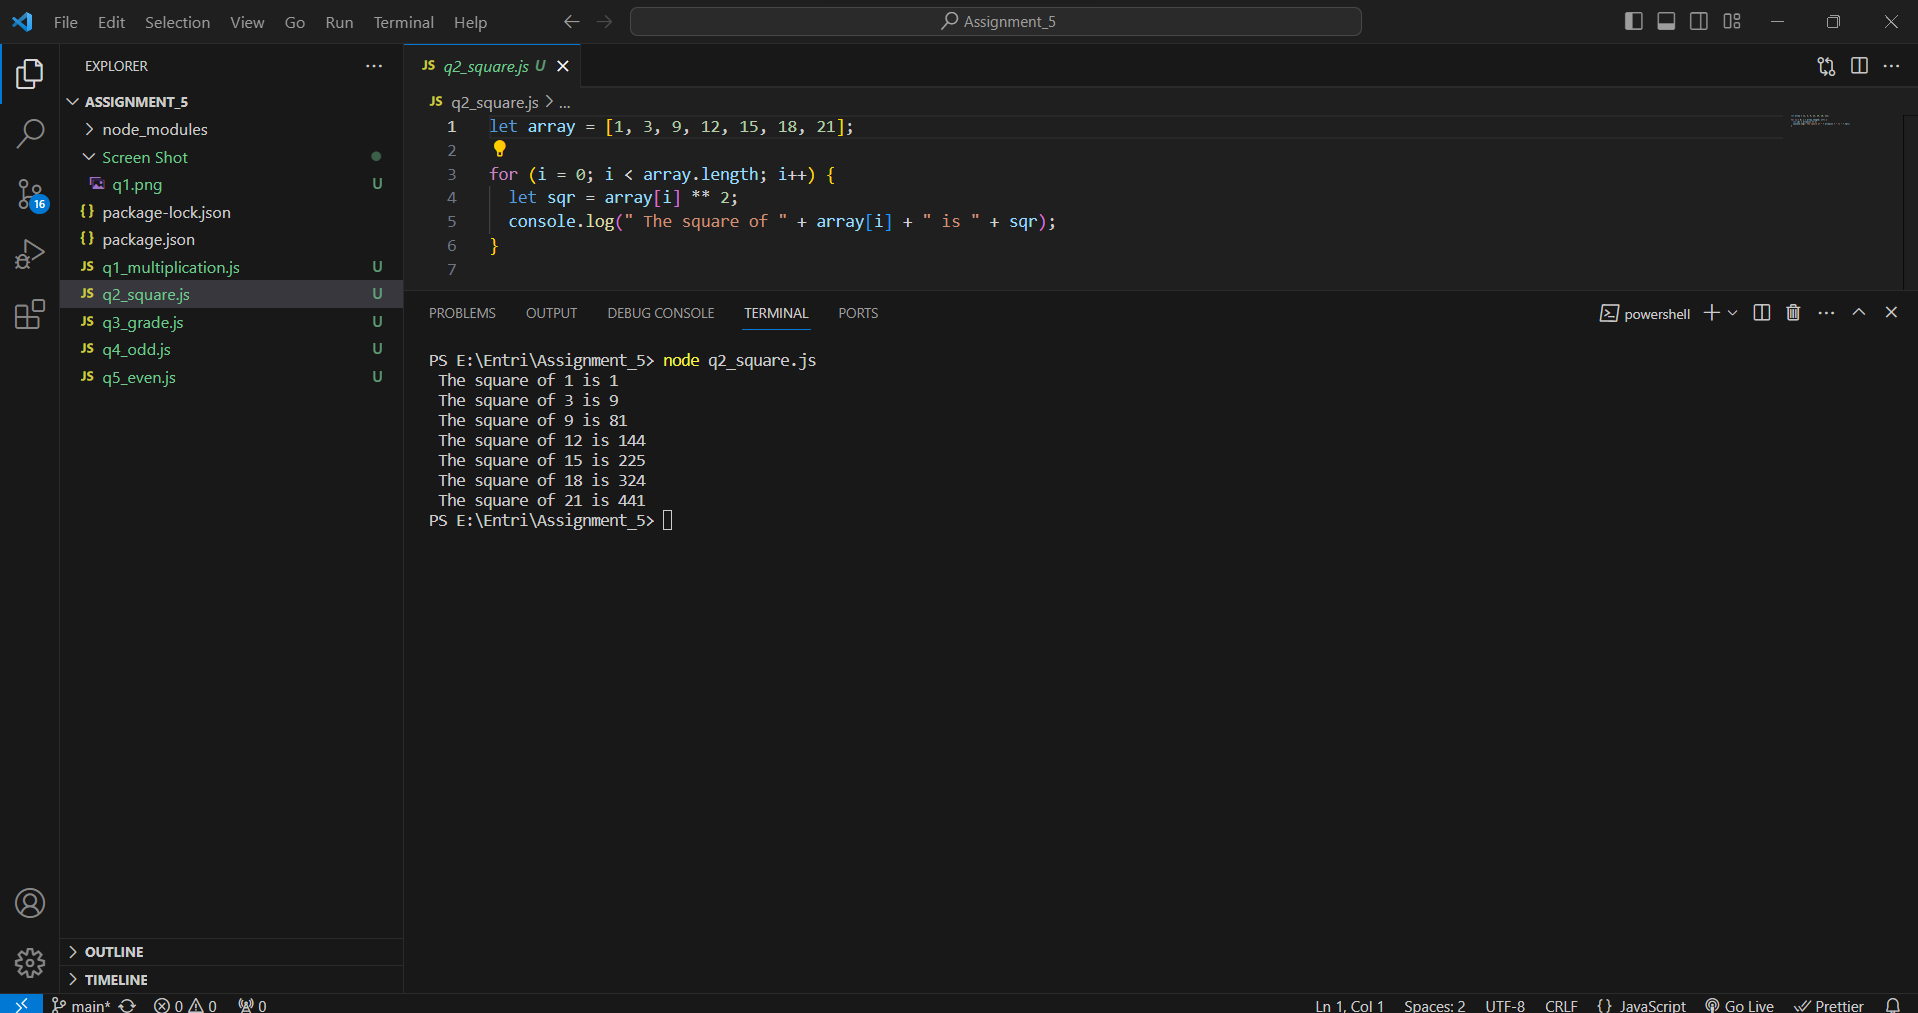 File Edit Selection View Go Run Terminal Help
Assignment_5
EXPLORER
ASSIGNMENT_5
node_modules
Screen Shot
q1.png U
package-lock.json
package.json
q1_multiplication.js U
q2_square.js U
q3_grade.js U
q4_odd.js U
q5_even.js U
16
OUTLINE
TIMELINE
JS q2_square.js U
JS q2_square.js > ...
1 let array = [1, 3, 9, 12, 15, 18, 21];
2
3 for (i = 0; i < array.length; i++) {
4 let sqr = array[i] ** 2;
5 console.log(" The square of " + array[i] + " is " + sqr);
6 }
7
PROBLEMS OUTPUT DEBUG CONSOLE TERMINAL PORTS
powershell
PS E:\Entri\Assignment_5> node q2_square.js
The square of 1 is 1
The square of 3 is 9
The square of 9 is 81
The square of 12 is 144
The square of 15 is 225
The square of 18 is 324
The square of 21 is 441
PS E:\Entri\Assignment_5>
main* 0 0 0
Ln 1, Col 1 Spaces: 2 UTF-8 CRLF {} JavaScript Go Live Prettier